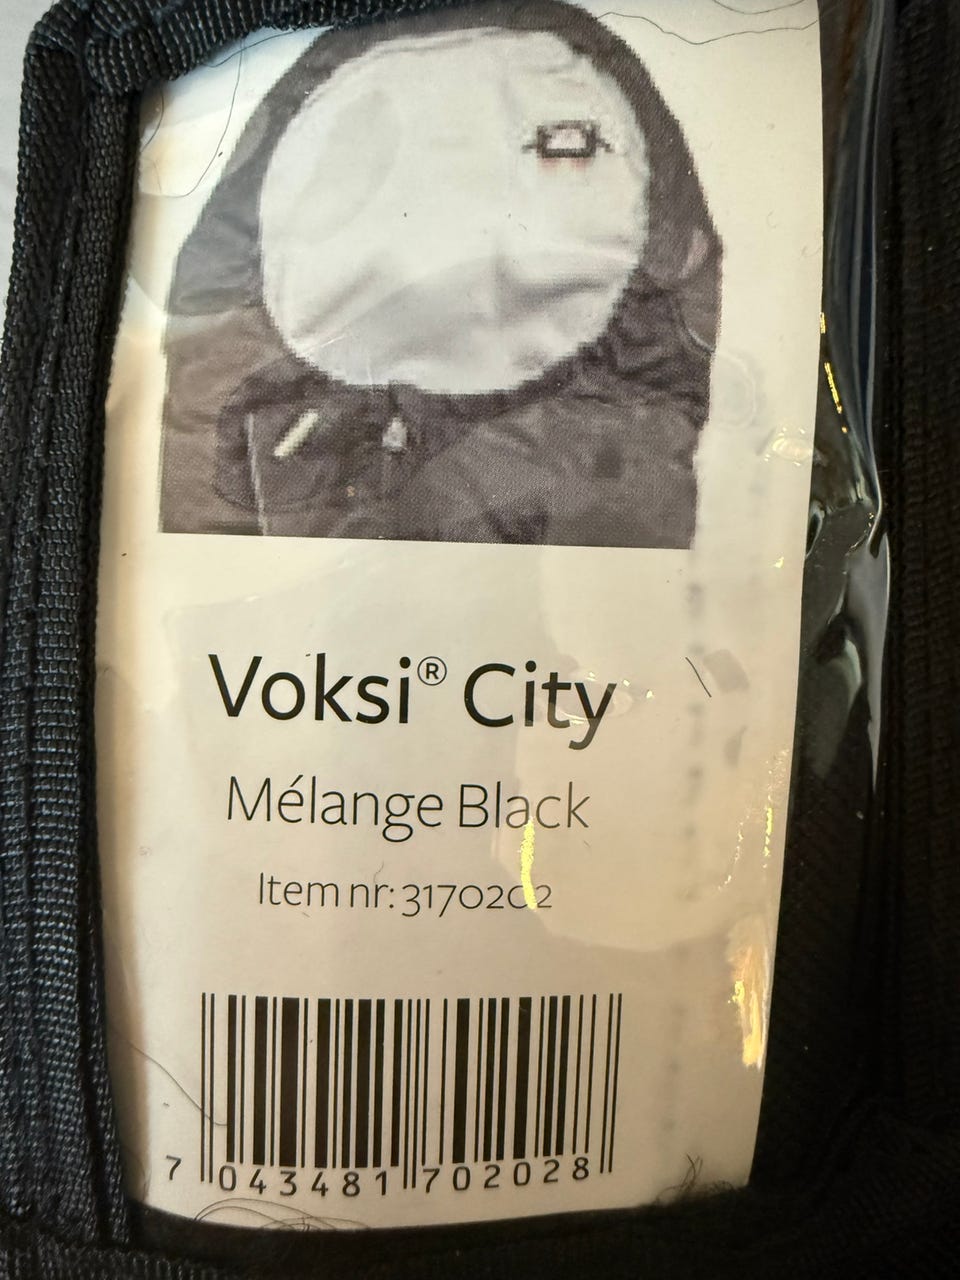 Voksi® City
Mélange Black
Item nr: 3170202
7 043481 702028